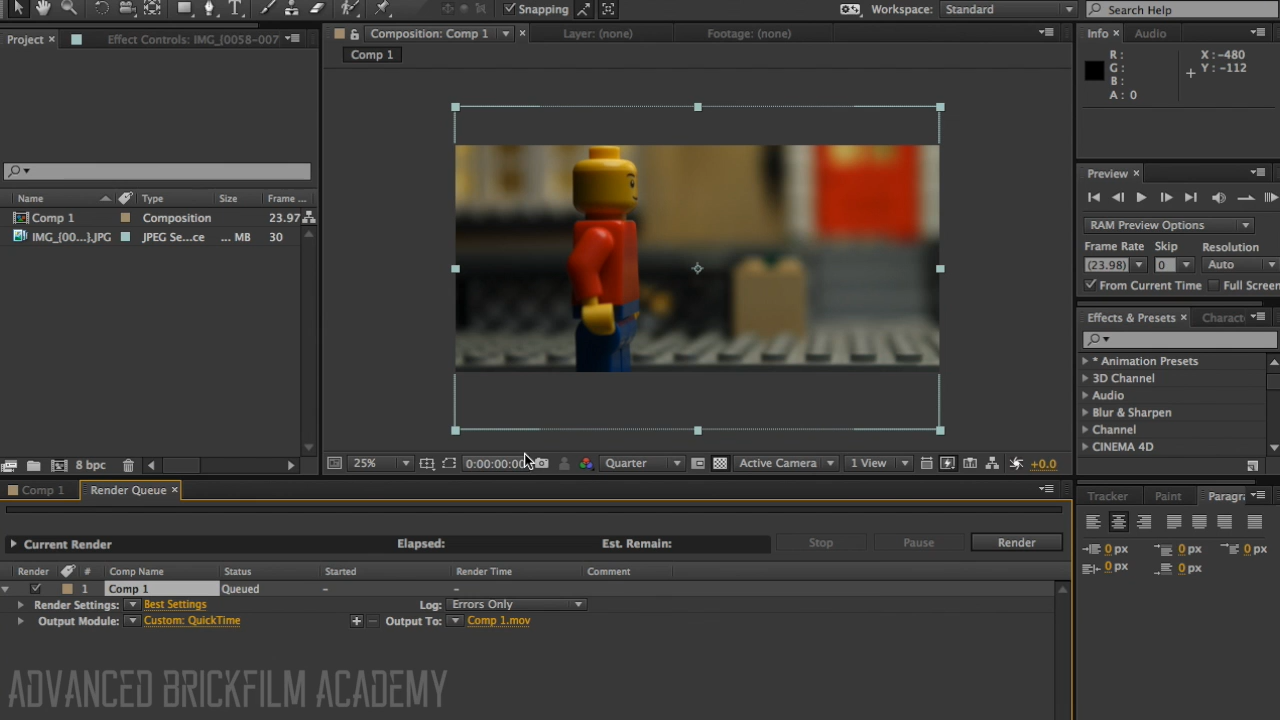 Snapping
Workspace: Standard
Search Help
Project × Effect Controls: IMG_[0058-007
Composition: Comp 1 ×
Layer: (none)
Footage: (none)
Info × Audio
Comp 1
R :
G :
B :
A : 0
X : -480
Y : -112
Preview ×
RAM Preview Options
Frame Rate Skip Resolution
(23.98) 0 Auto
From Current Time Full Screen
Name Type Size Frame ...
Comp 1 Composition 23.97
IMG_{00...}.JPG JPEG Se...ce ... MB 30
Effects & Presets × Charact
* Animation Presets
3D Channel
Audio
Blur & Sharpen
Channel
CINEMA 4D
8 bpc
25% 0:00:00:00 Quarter Active Camera 1 View +0.0
Comp 1 Render Queue ×
Tracker Paint Paragra
0 px 0 px 0 px
0 px 0 px
Current Render Elapsed: Est. Remain: Stop Pause Render
Render # Comp Name Status Started Render Time Comment
1 Comp 1 Queued – –
Render Settings: Best Settings Log: Errors Only
Output Module: Custom: QuickTime + – Output To: Comp 1.mov
ADVANCED BRICKFILM ACADEMY